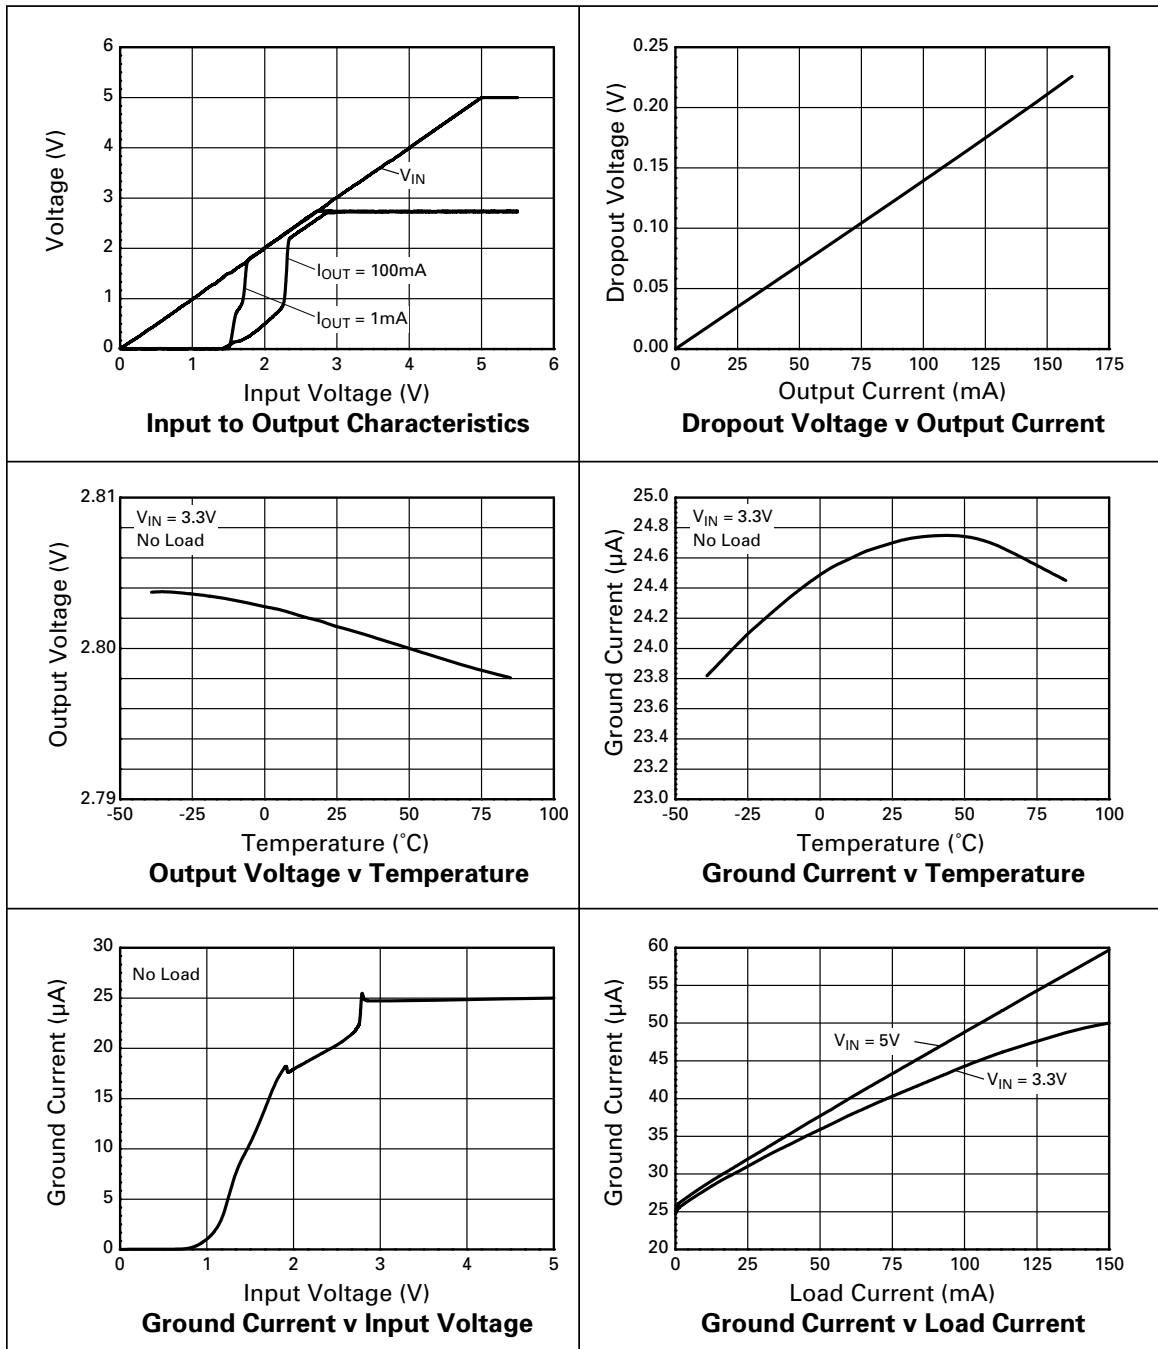 6
5
4
3
2
1
0
Voltage (V)
V_IN
I_OUT = 100mA
I_OUT = 1mA
0 1 2 3 4 5 6
Input Voltage (V)
Input to Output Characteristics
0.25
0.20
0.15
0.10
0.05
0.00
Dropout Voltage (V)
0 25 50 75 100 125 150 175
Output Current (mA)
Dropout Voltage v Output Current
2.81
2.80
2.79
Output Voltage (V)
V_IN = 3.3V
No Load
-50 -25 0 25 50 75 100
Temperature (˚C)
Output Voltage v Temperature
25.0
24.8
24.6
24.4
24.2
24.0
23.8
23.6
23.4
23.2
23.0
Ground Current (µA)
V_IN = 3.3V
No Load
-50 -25 0 25 50 75 100
Temperature (˚C)
Ground Current v Temperature
30
25
20
15
10
5
0
Ground Current (µA)
No Load
0 1 2 3 4 5
Input Voltage (V)
Ground Current v Input Voltage
60
55
50
45
40
35
30
25
20
Ground Current (µA)
V_IN = 5V
V_IN = 3.3V
0 25 50 75 100 125 150
Load Current (mA)
Ground Current v Load Current